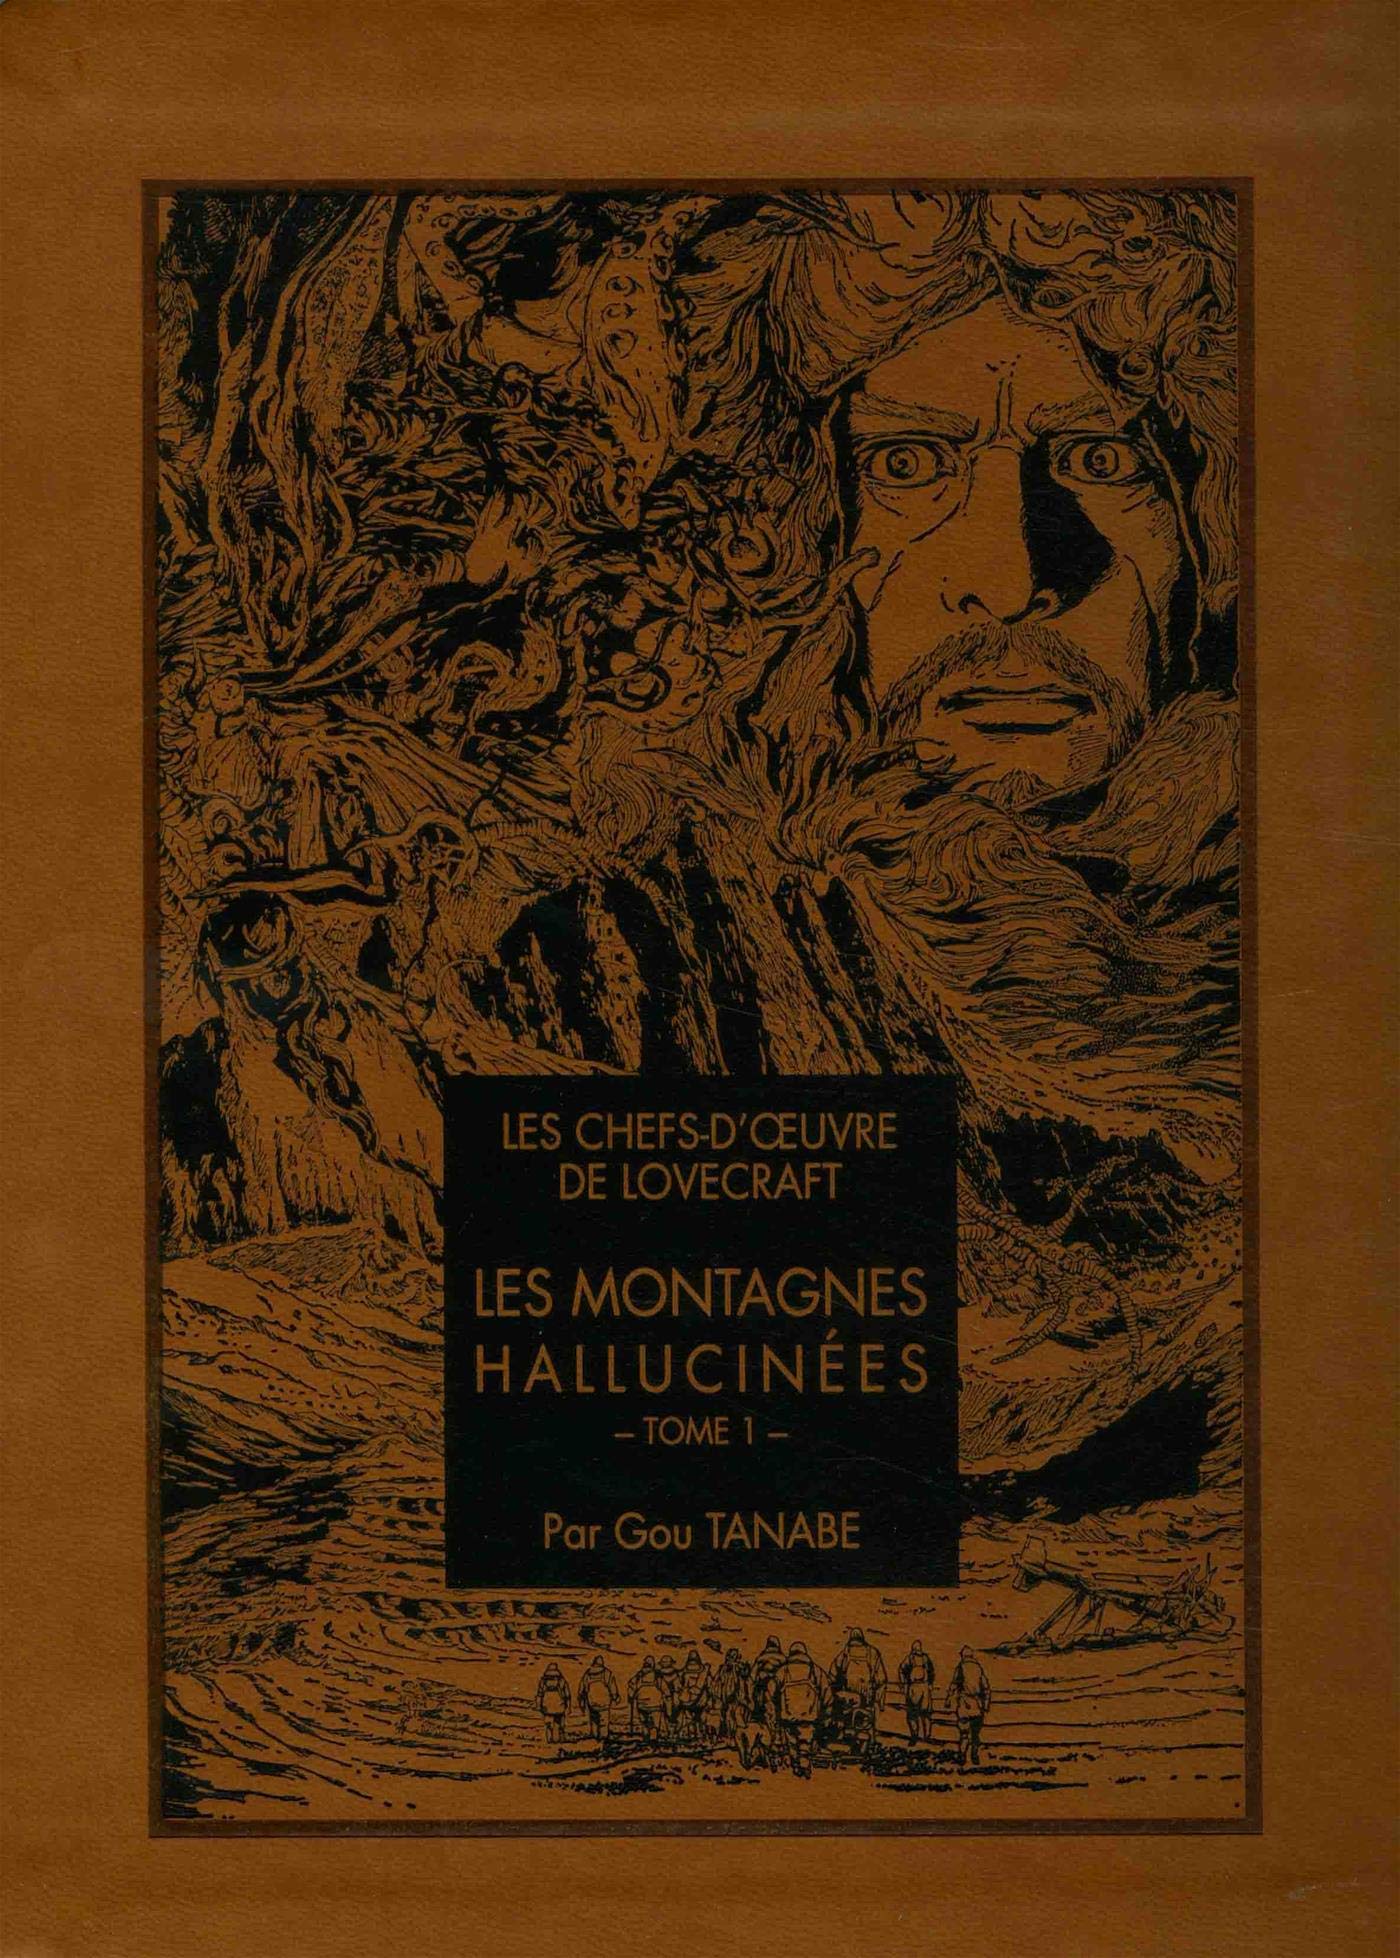 LES CHEFS-D'ŒUVRE
DE LOVECRAFT
LES MONTAGNES
HALLUCINÉES
– TOME 1 –
Par Gou TANABE